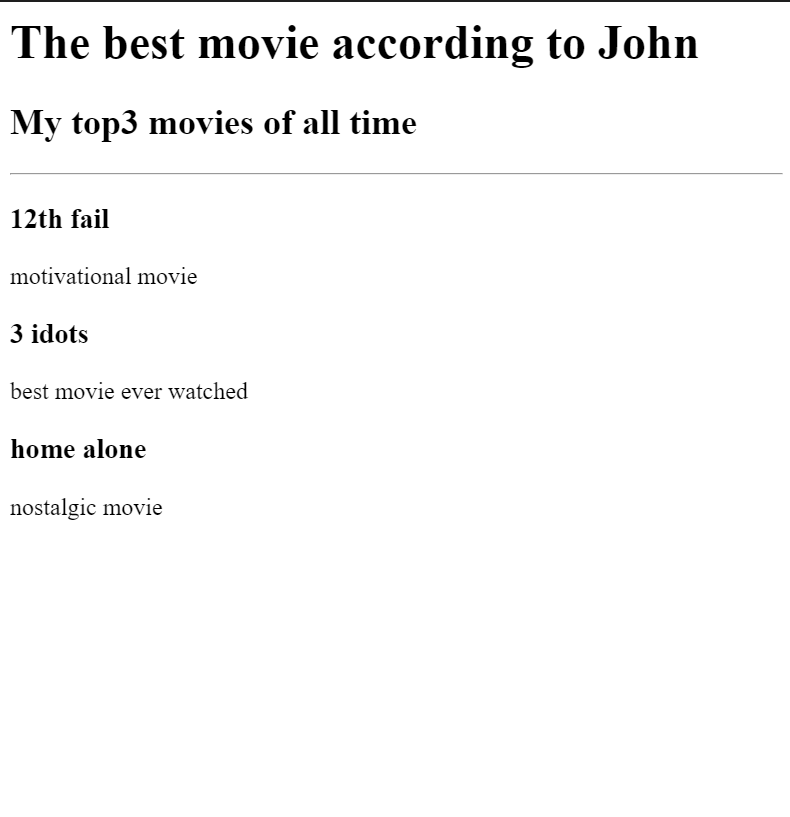 The best movie according to John
My top3 movies of all time
12th fail
motivational movie
3 idots
best movie ever watched
home alone
nostalgic movie